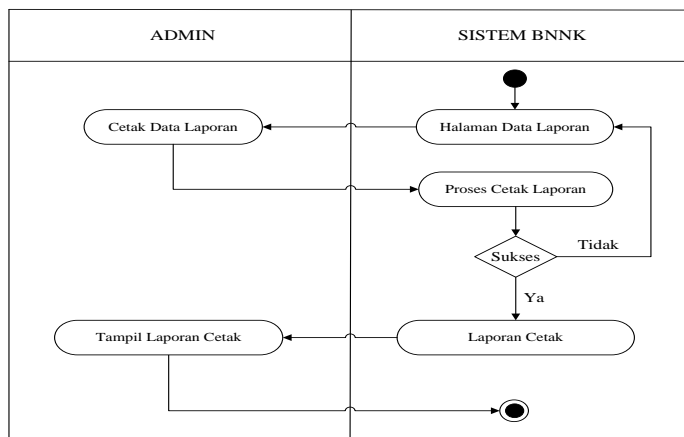 ADMIN
SISTEM BNNK
Cetak Data Laporan
Halaman Data Laporan
Proses Cetak Laporan
Sukses
Tidak
Ya
Tampil Laporan Cetak
Laporan Cetak